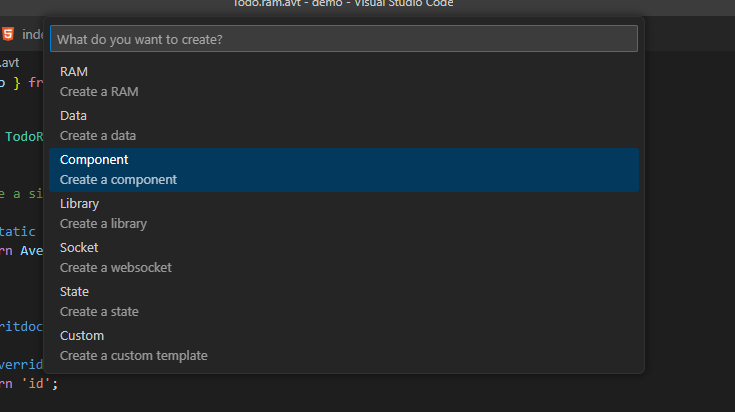 Todo.ram.avt - demo - Visual Studio Code
inde
What do you want to create?
.avt
RAM
o } fr
Create a RAM
Data
Create a data
TodoR
Component
Create a component
e a si
Library
Create a library
tatic
Socket
rn Ave
Create a websocket
State
Create a state
ritdoc
Custom
Create a custom template
verrid
rn 'id';